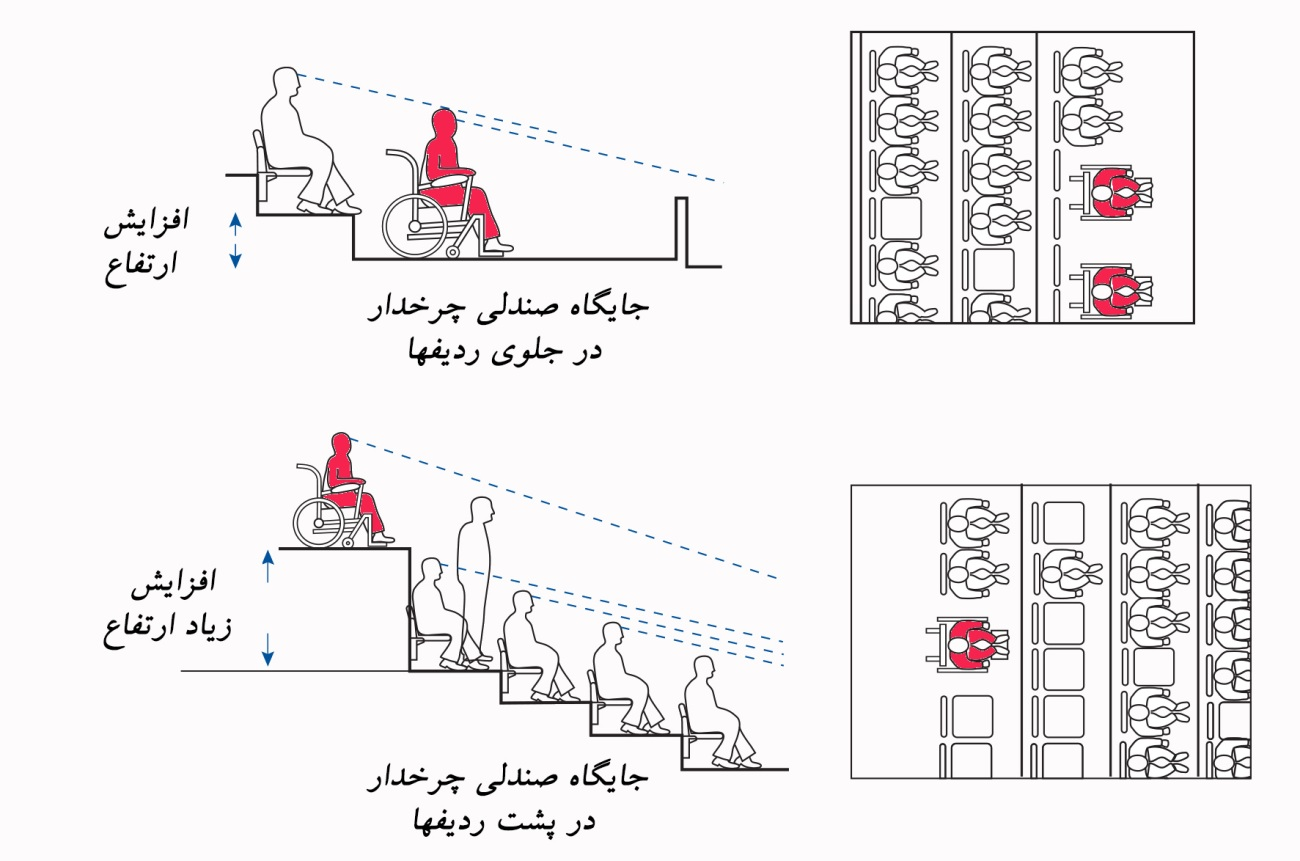 افزایش
ارتفاع
جایگاه صندلی چرخدار
در جلوی ردیفها
افزایش
زیاد ارتفاع
جایگاه صندلی چرخدار
در پشت ردیفها